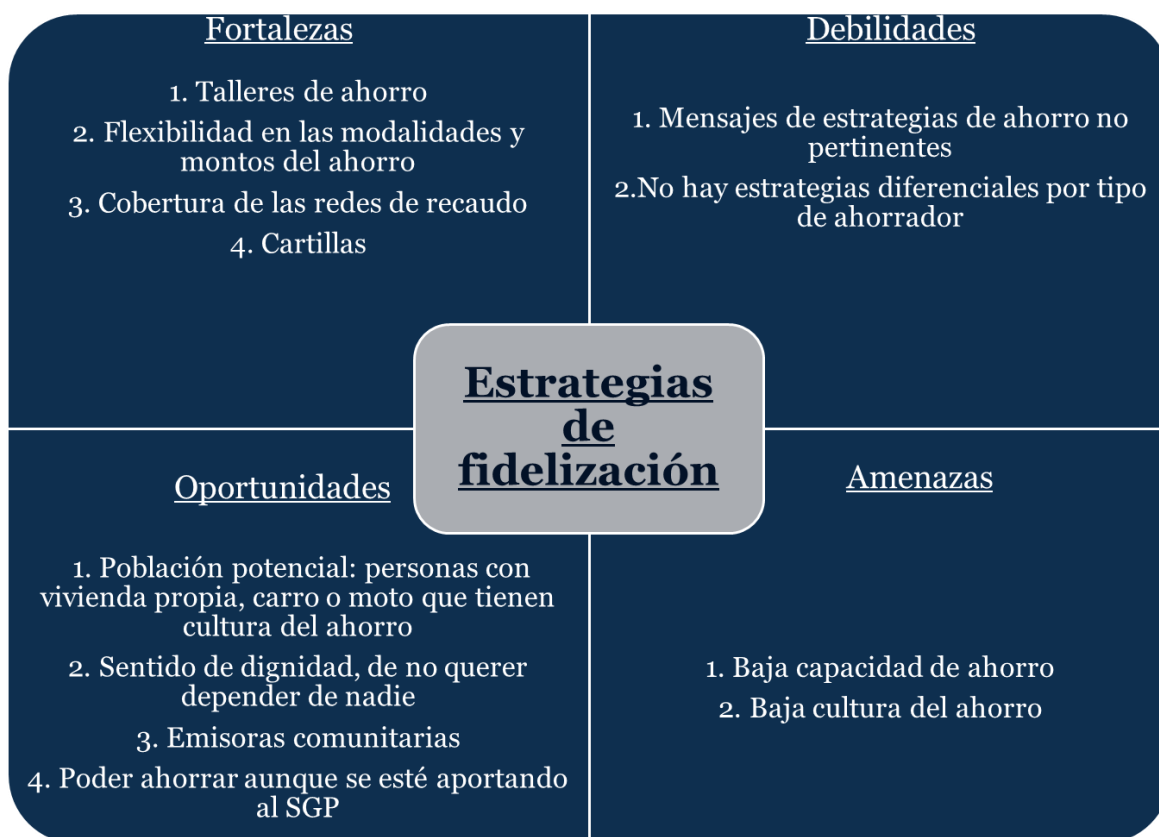 Fortalezas
1. Talleres de ahorro
2. Flexibilidad en las modalidades y
montos del ahorro
3. Cobertura de las redes de recaudo
4. Cartillas
Debilidades
1. Mensajes de estrategias de ahorro no
pertinentes
2.No hay estrategias diferenciales por tipo
de ahorrador
Estrategias
de
fidelización
Oportunidades
1. Población potencial: personas con
vivienda propia, carro o moto que tienen
cultura del ahorro
2. Sentido de dignidad, de no querer
depender de nadie
3. Emisoras comunitarias
4. Poder ahorrar aunque se esté aportando
al SGP
Amenazas
1. Baja capacidad de ahorro
2. Baja cultura del ahorro